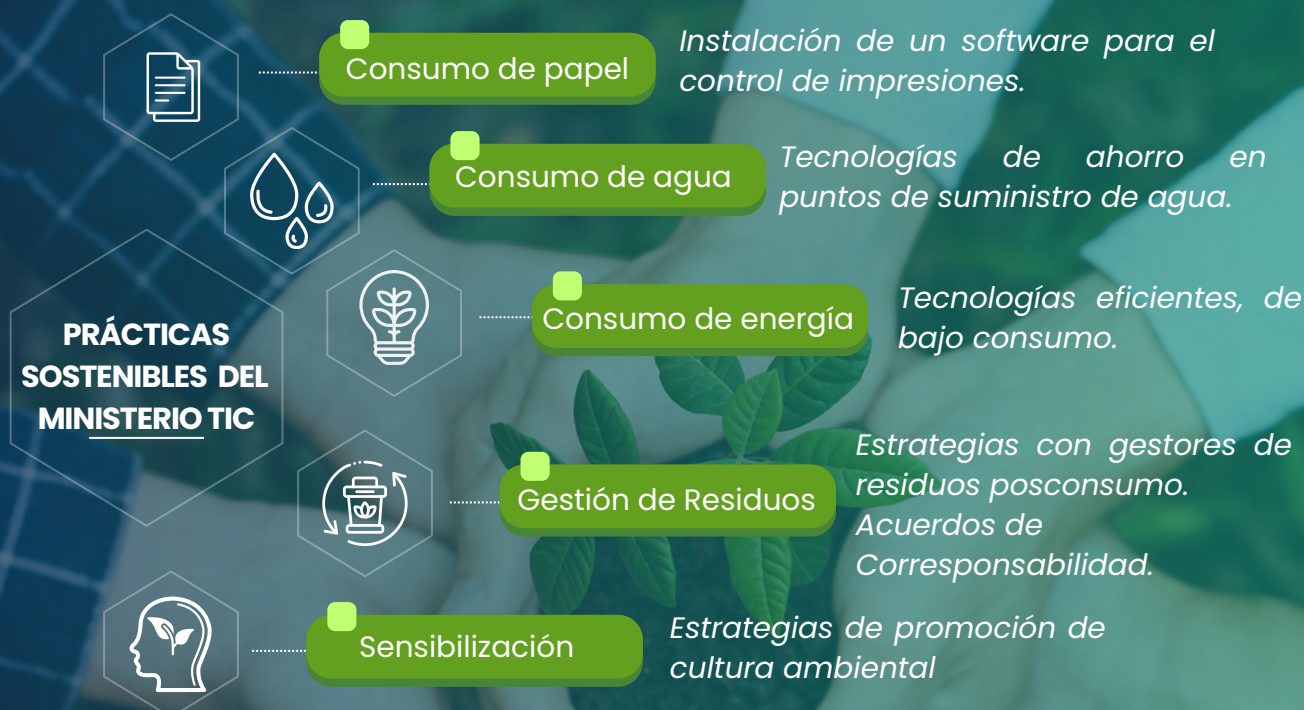 Consumo de papel
Instalación de un software para el
control de impresiones.
Consumo de agua
Tecnologías de ahorro en
puntos de suministro de agua.
PRÁCTICAS
SOSTENIBLES DEL
MINISTERIO TIC
Consumo de energía
Tecnologías eficientes, de
bajo consumo.
Gestión de Residuos
Estrategias con gestores de
residuos posconsumo.
Acuerdos de
Corresponsabilidad.
Sensibilización
Estrategias de promoción de
cultura ambiental